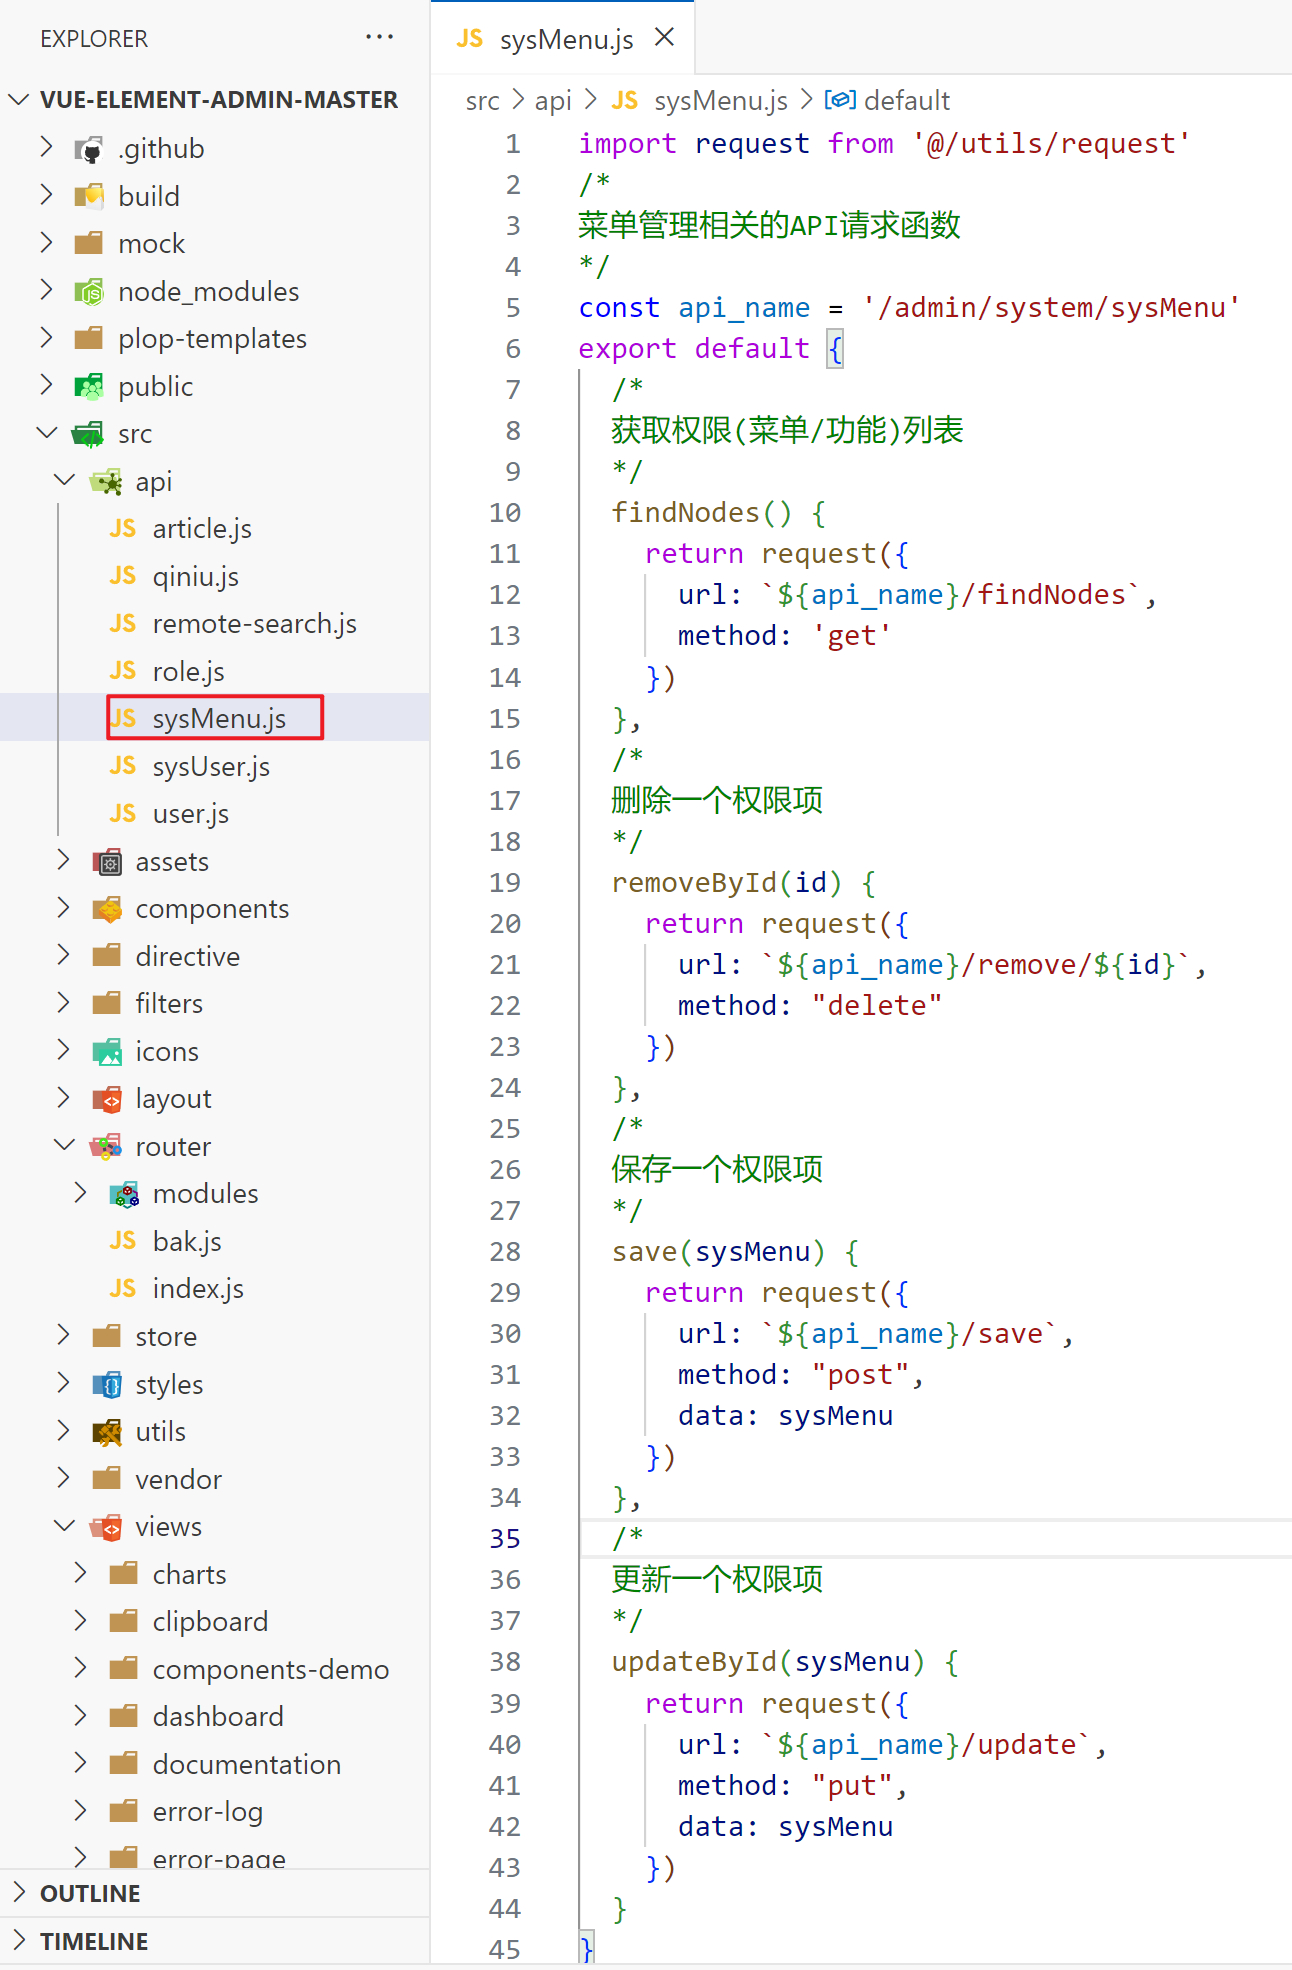 EXPLORER
VUE-ELEMENT-ADMIN-MASTER
.github
build
mock
node_modules
plop-templates
public
src
api
JS article.js
JS qiniu.js
JS remote-search.js
JS role.js
JS sysMenu.js
JS sysUser.js
JS user.js
assets
components
directive
filters
icons
layout
router
modules
JS bak.js
JS index.js
store
styles
utils
vendor
views
charts
clipboard
components-demo
dashboard
documentation
error-log
error-page
OUTLINE
TIMELINE
JS sysMenu.js
src > api > JS sysMenu.js > default
1 import request from '@/utils/request'
2 /*
3 菜单管理相关的API请求函数
4 */
5 const api_name = '/admin/system/sysMenu'
6 export default {
7 /*
8 获取权限(菜单/功能)列表
9 */
10 findNodes() {
11 return request({
12 url: `${api_name}/findNodes`,
13 method: 'get'
14 })
15 },
16 /*
17 删除一个权限项
18 */
19 removeById(id) {
20 return request({
21 url: `${api_name}/remove/${id}`,
22 method: "delete"
23 })
24 },
25 /*
26 保存一个权限项
27 */
28 save(sysMenu) {
29 return request({
30 url: `${api_name}/save`,
31 method: "post",
32 data: sysMenu
33 })
34 },
35 /*
36 更新一个权限项
37 */
38 updateById(sysMenu) {
39 return request({
40 url: `${api_name}/update`,
41 method: "put",
42 data: sysMenu
43 })
44 }
45 }